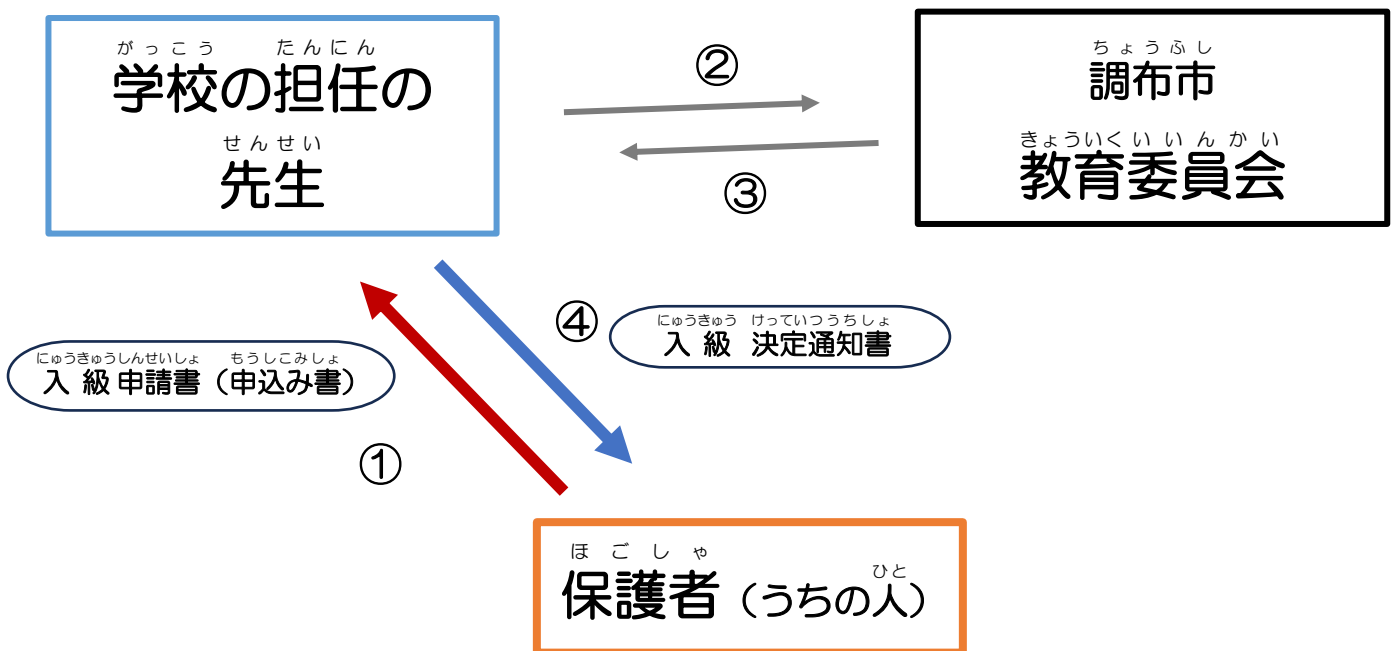 がっこう たんにん
学校の担任の
せんせい
先生
②
③
ちょうふし
調布市
きょういくいいんかい
教育委員会
にゅうきゅうしんせいしょ もうしこみしょ
入級申請書（申込み書）
①
④
にゅうきゅう けっていつうちしょ
入級 決定通知書
ほごしゃ ひと
保護者（うちの人）